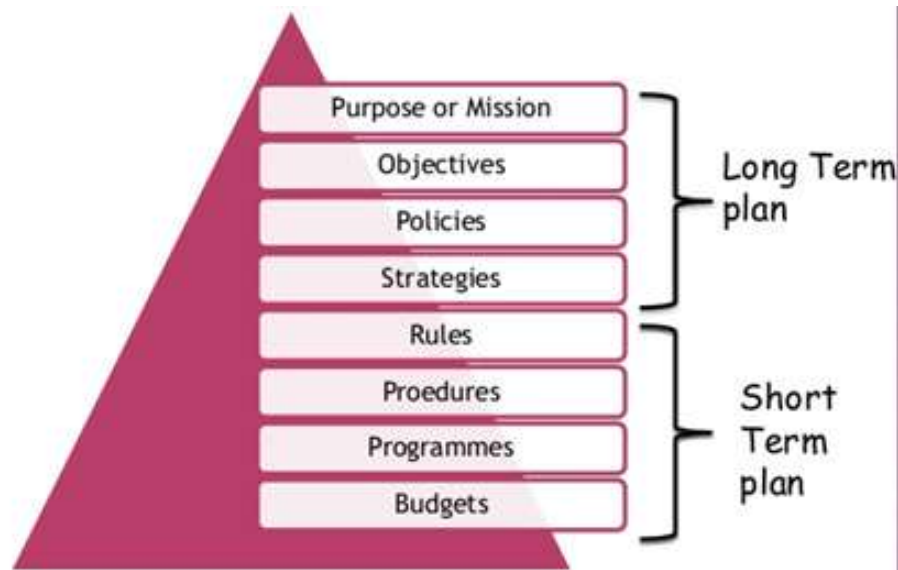 Purpose or Mission
Objectives
Policies
Strategies
Rules
Proedures
Programmes
Budgets
Long Term
plan
Short
Term
plan